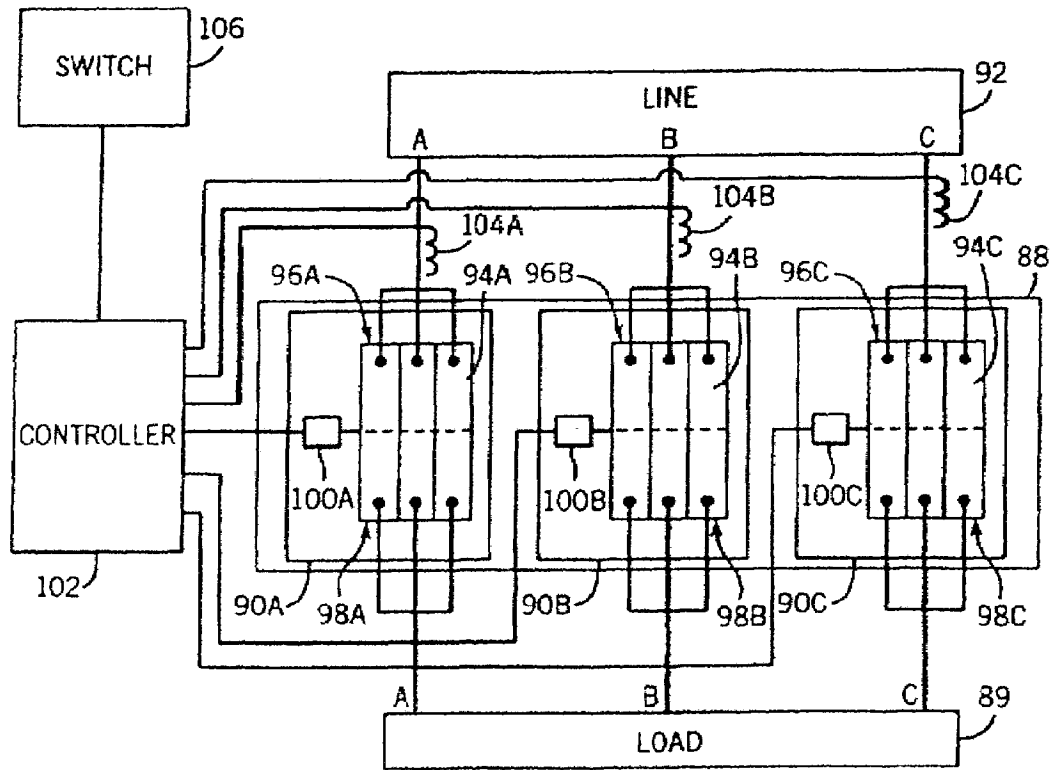 106
SWITCH
92
LINE
A B C
104C
104B
104A
96A 94A 96B 94B 96C 94C 88
CONTROLLER
100A 100B 100C
102
90A 98A 90B 98B 90C 98C
A B C 89
LOAD